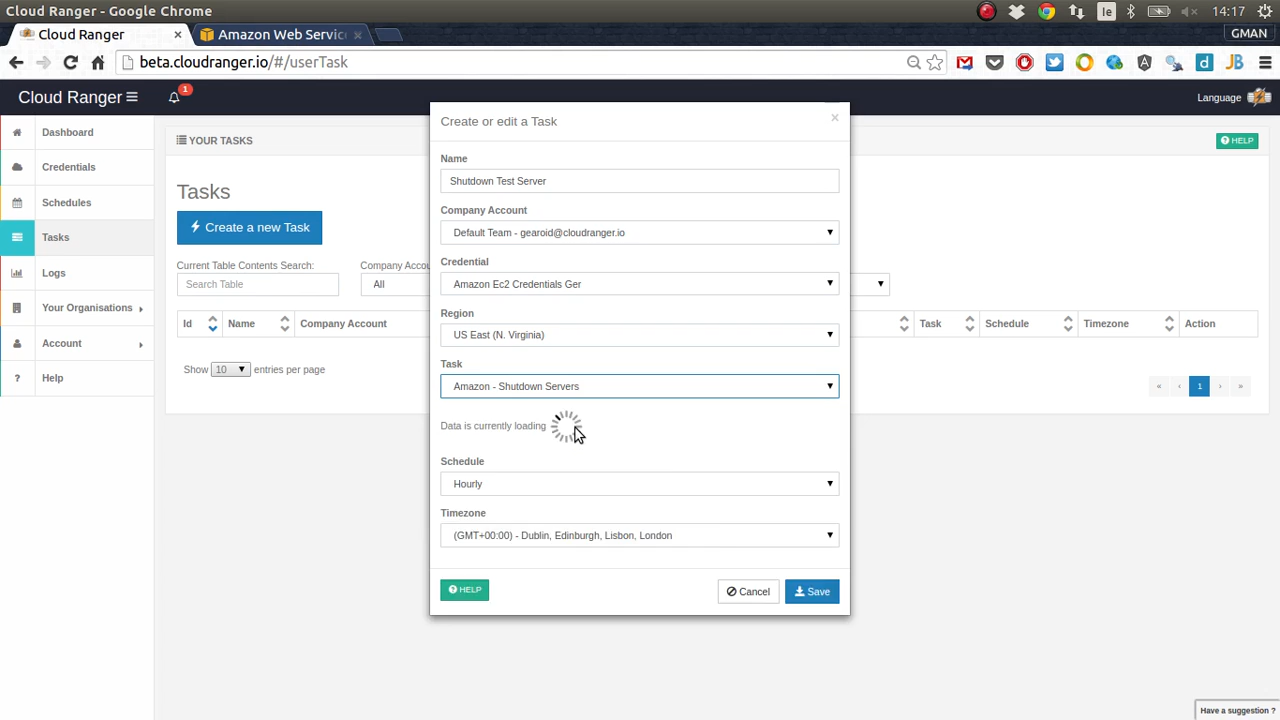 Cloud Ranger - Google Chrome
14:17
Cloud Ranger × Amazon Web Servic × GMAN
beta.cloudranger.io/#/userTask
Cloud Ranger 1 Language
Dashboard
Credentials
Schedules
Tasks
Logs
Your Organisations
Account
? Help
YOUR TASKS HELP
Tasks
Create a new Task
Current Table Contents Search: Company Accou
Search Table All
Id Name Company Account Task Schedule Timezone Action
Show 10 entries per page
« ‹ 1 › »
Create or edit a Task ×
Name
Shutdown Test Server
Company Account
Default Team - gearoid@cloudranger.io
Credential
Amazon Ec2 Credentials Ger
Region
US East (N. Virginia)
Task
Amazon - Shutdown Servers
Data is currently loading
Schedule
Hourly
Timezone
(GMT+00:00) - Dublin, Edinburgh, Lisbon, London
HELP Cancel Save
Have a suggestion ?